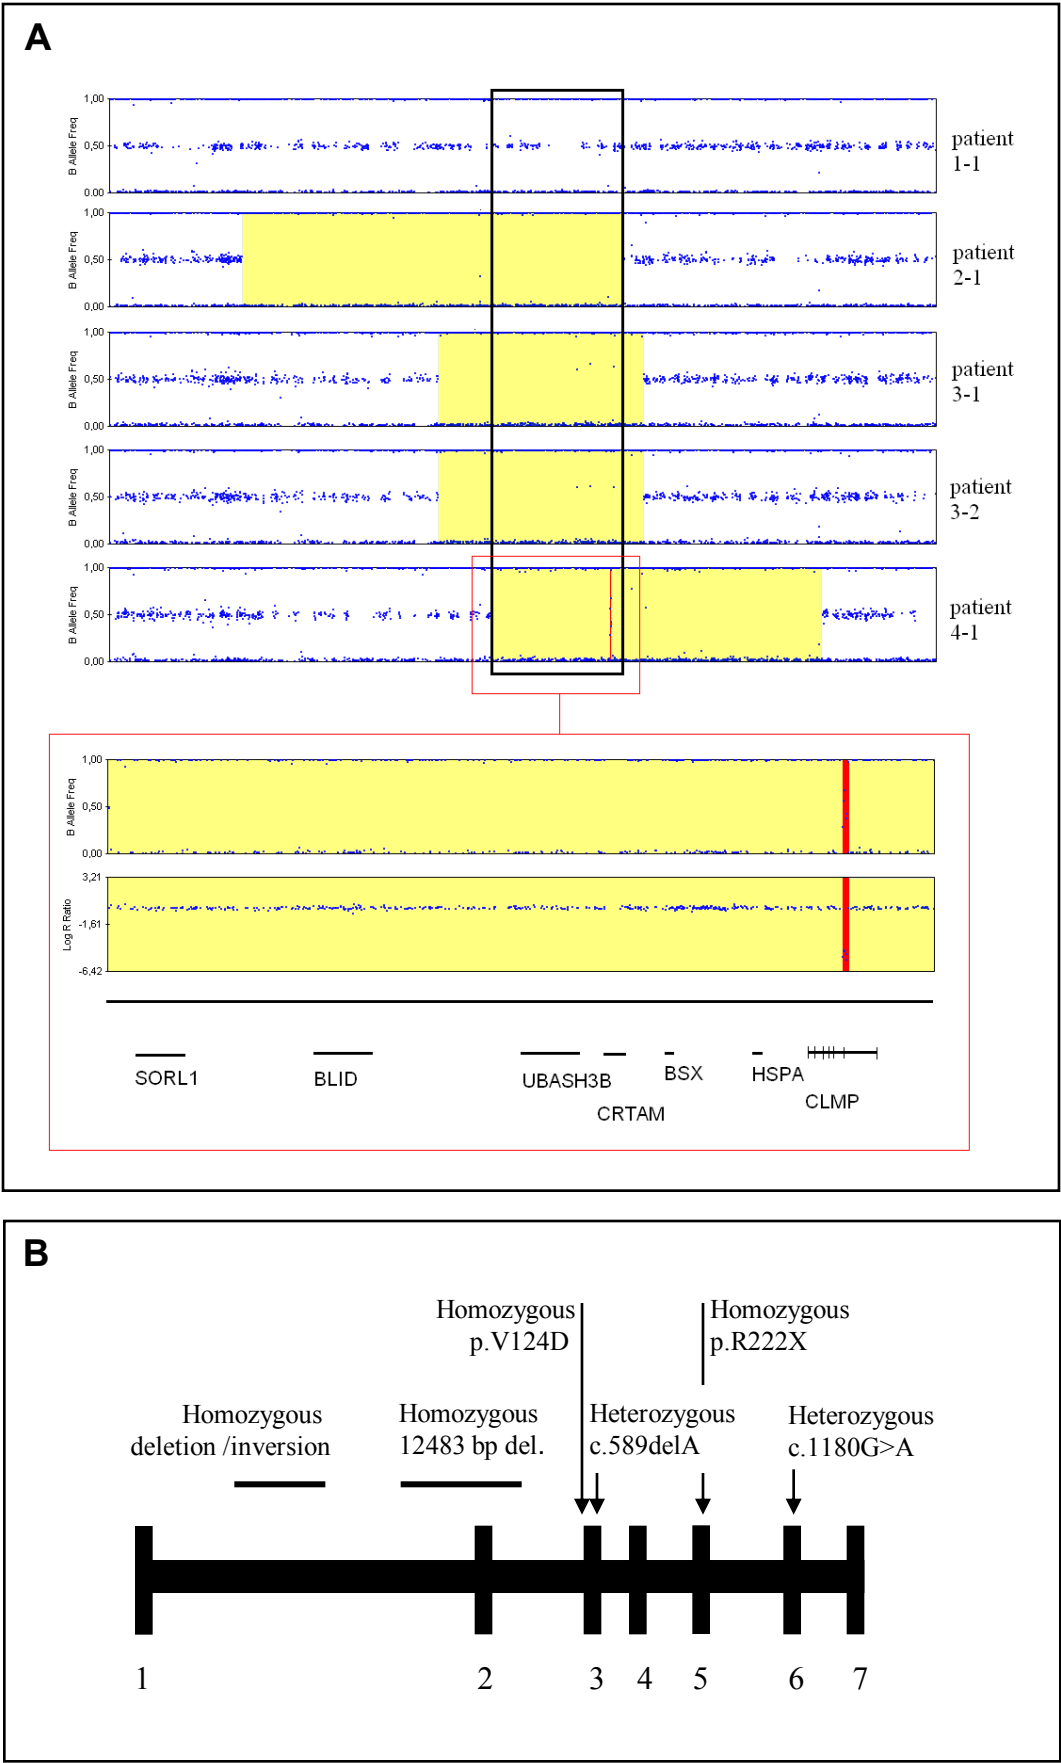 A
1,00
0,50
0.00
B Allele Freq
patient
1-1
1,00
0,50
0,00
B Allele Freq
patient
2-1
1,00
0,50
0,00
B Allele Freq
patient
3-1
1,00
0,50
0,00
B Allele Freq
patient
3-2
1,00
0,50
0,00
B Allele Freq
patient
4-1
1,00
0,50
0,00
B Allele Freq
3,21
-1,61
-6,42
Log R Ratio
SORL1
BLID
UBASH3B
CRTAM
BSX
HSPA
CLMP
B
Homozygous
p.V124D
Homozygous
p.R222X
Homozygous
deletion /inversion
Homozygous
12483 bp del.
Heterozygous
c.589delA
Heterozygous
c.1180G>A
1 2 3 4 5 6 7